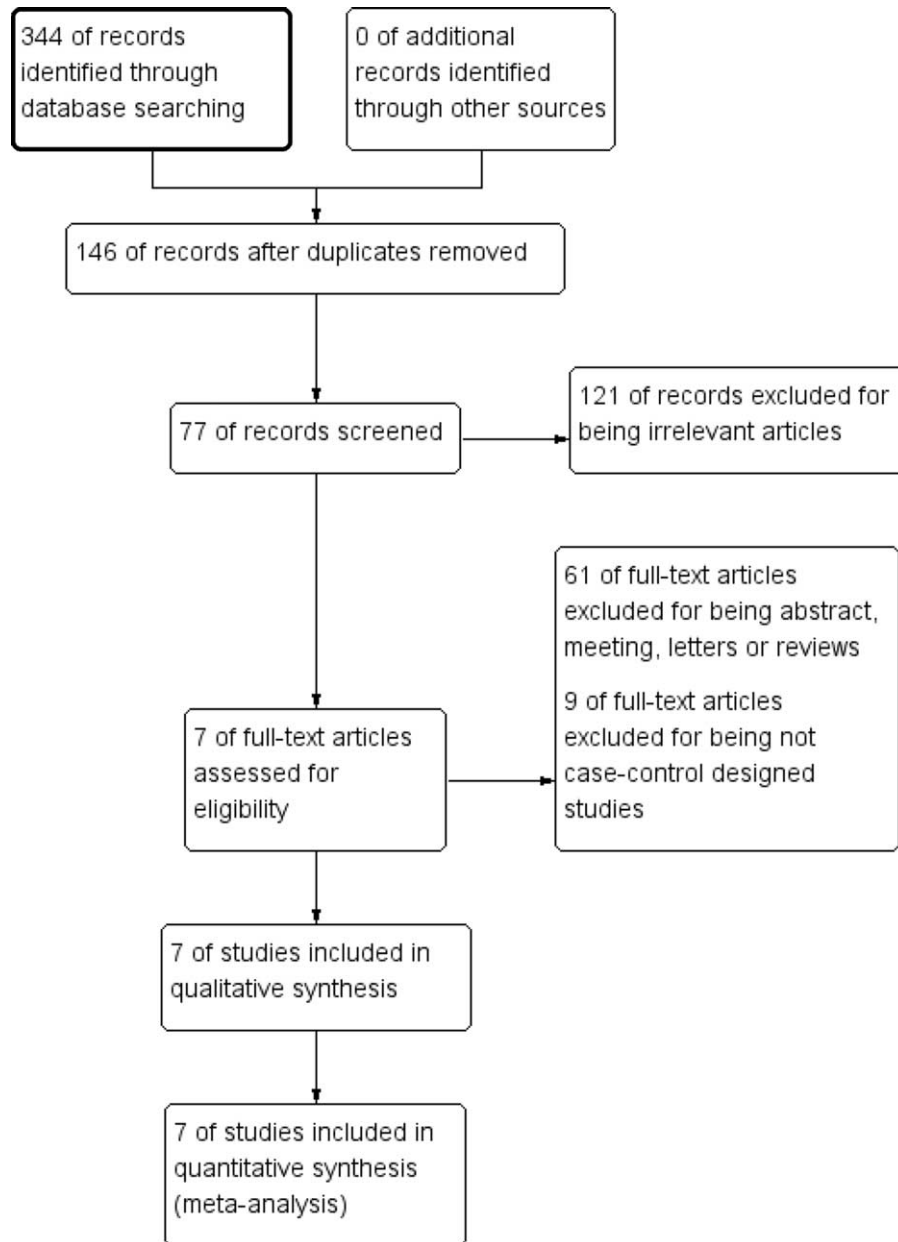 344 of records
identified through
database searching
0 of additional
records identified
through other sources
146 of records after duplicates removed
77 of records screened
121 of records excluded for
being irrelevant articles
61 of full-text articles
excluded for being abstract,
meeting, letters or reviews
9 of full-text articles
excluded for being not
case-control designed
studies
7 of full-text articles
assessed for
eligibility
7 of studies included in
qualitative synthesis
7 of studies included in
quantitative synthesis
(meta-analysis)